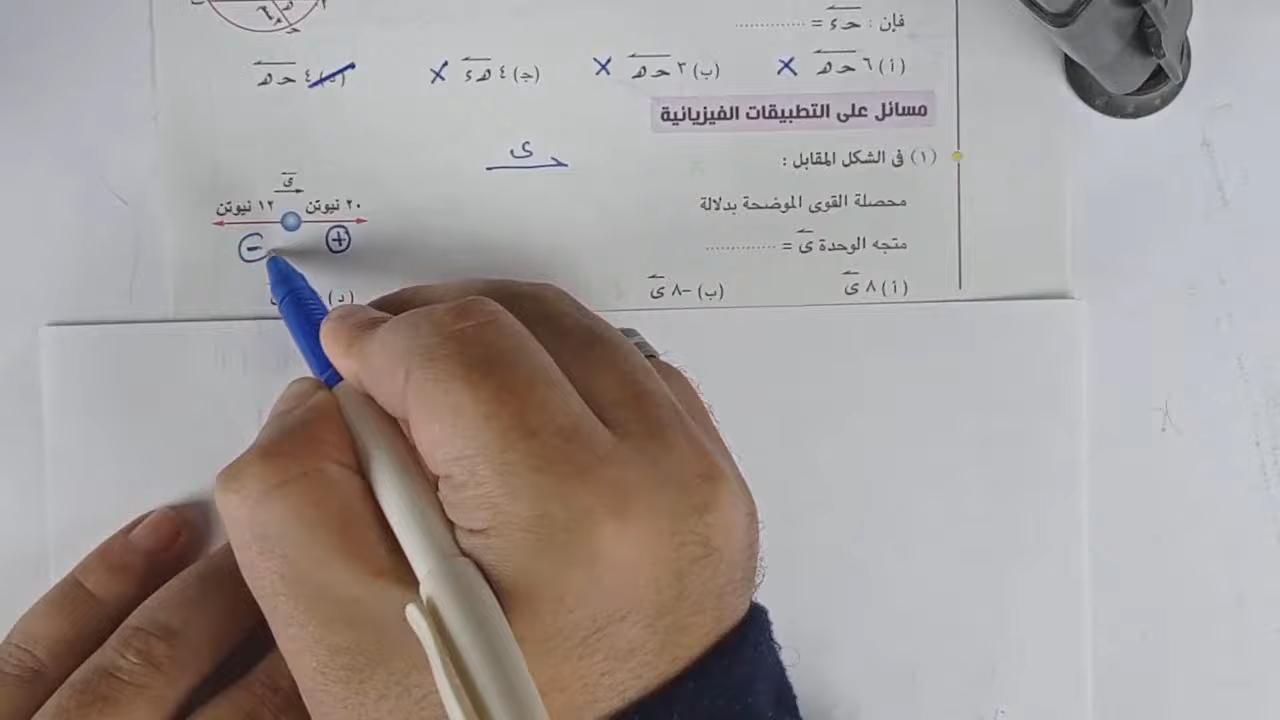 فإن : حـ ء = ............
(أ) ٦ حـ هـ × (ب) ٣ حـ هـ × (جـ) ٤ هـ ء × (د) ٤ حـ هـ
مسائل على التطبيقات الفيزيائية
(١) فى الشكل المقابل :
ى
محصلة القوى الموضحة بدلالة
متجه الوحدة ى = ............
ى
٢٠ نيوتن ١٢ نيوتن
+ −
(أ) ٨ ى (ب) −٨ ى (د)